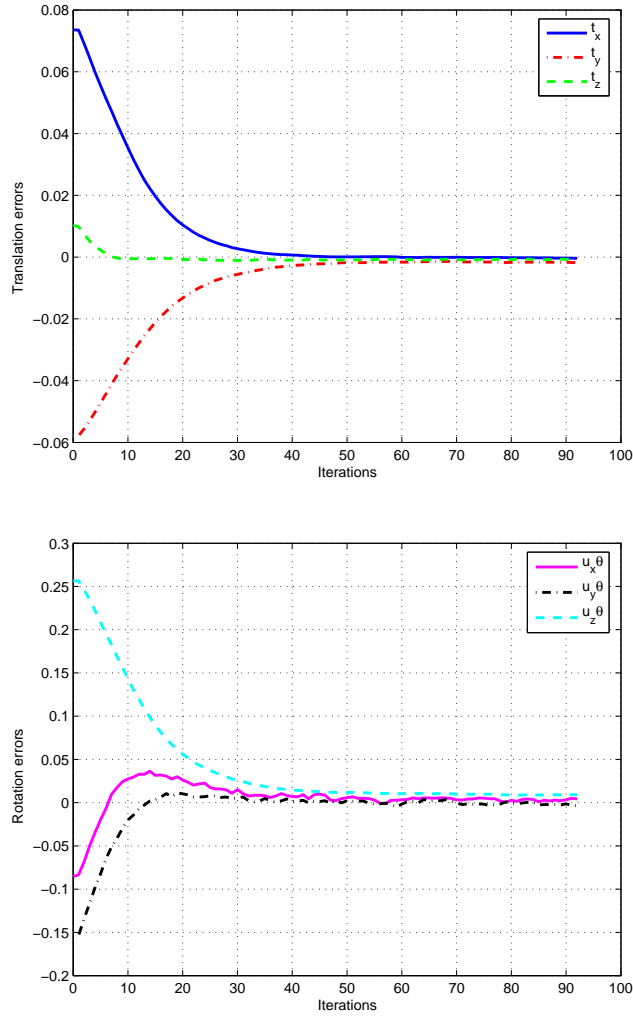 0.08
0.06
0.04
0.02
0
−0.02
−0.04
−0.06
Translation errors
t_x
t_y
t_z
0 10 20 30 40 50 60 70 80 90 100
Iterations
0.3
0.25
0.2
0.15
0.1
0.05
0
−0.05
−0.1
−0.15
−0.2
Rotation errors
u_xθ
u_yθ
u_zθ
0 10 20 30 40 50 60 70 80 90 100
Iterations